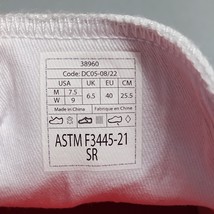 38960
Code: DC05-08/22
USA UK EU CM
M 7.5 6.5 40 25.5
W 9
Made in China Fabriqué en Chine
ASTM F3445-21
SR